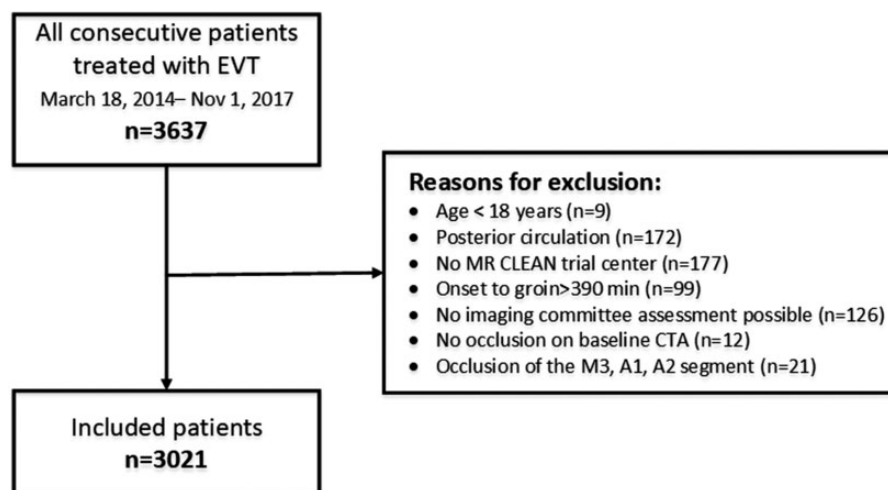 All consecutive patients
treated with EVT
March 18, 2014– Nov 1, 2017
n=3637
Reasons for exclusion:
• Age < 18 years (n=9)
• Posterior circulation (n=172)
• No MR CLEAN trial center (n=177)
• Onset to groin>390 min (n=99)
• No imaging committee assessment possible (n=126)
• No occlusion on baseline CTA (n=12)
• Occlusion of the M3, A1, A2 segment (n=21)
Included patients
n=3021